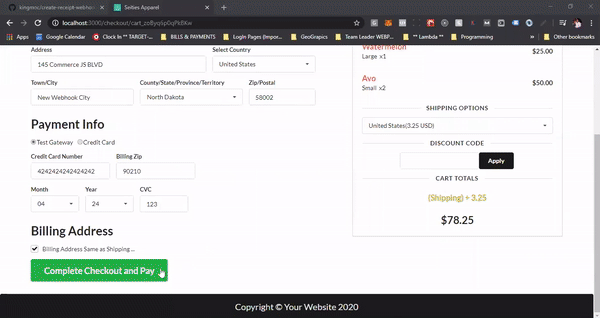 kingmoc/create-receipt-webhook
Seities Apparel
localhost:3000/checkout/
Apps
Google Calendar
Clock In ** TARGET-...
BILLS & PAYMENTS
Login Pages (Impor...
GeoGrapics
Team Leader WEBP...
** Lambda **
Programming
Other bookmarks
Address
Select Country
145 Commerce JS BLVD
United States
Town/City
County/State/Province/Territory
Zip/Postal
New Webhook City
North Dakota
58002
Payment Info
Test Gateway
Credit Card
Credit Card Number
Billing Zip
4242424242424242
90210
Month
Year
CVC
04
24
123
Billing Address
Billing Address Same as Shipping ...
Complete Checkout and Pay
Watermelon
$25.00
Large x1
Avo
$50.00
Small x2
SHIPPING OPTIONS
United States(3.25 USD)
DISCOUNT CODE
Apply
CART TOTALS
(Shipping) + 3.25
$78.25
Copyright © Your Website 2020